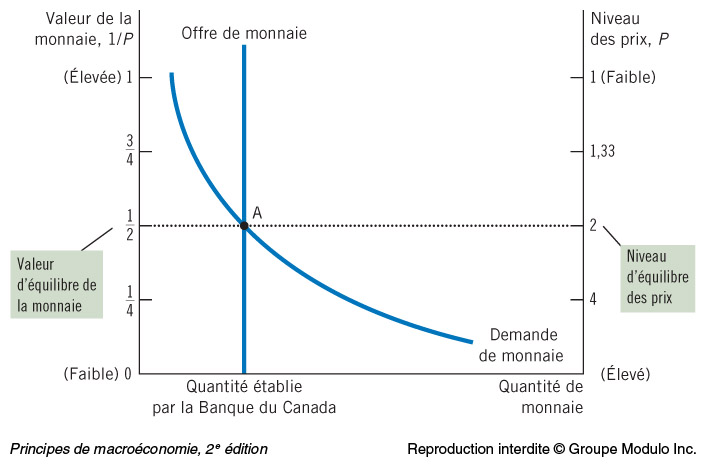 Valeur de la
monnaie, 1/P
Niveau
des prix, P
Offre de monnaie
(Élevée) 1
1 (Faible)
3/4
1,33
A
1/2
2
Valeur
d'équilibre de
la monnaie
Niveau
d'équilibre
des prix
1/4
4
Demande
de monnaie
(Faible) 0
(Élevé)
Quantité établie
par la Banque du Canada
Quantité de
monnaie
Principes de macroéconomie, 2e édition
Reproduction interdite © Groupe Modulo Inc.